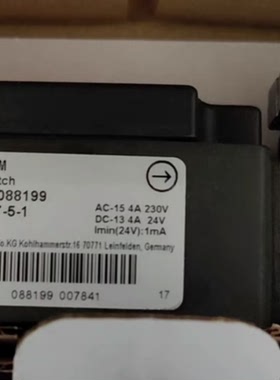 M
tch
088199
-5-1
AC-15 4A 230V
DC-13 4A 24V
Imin(24V):1mA
o.KG Kohlhammerstr.16 70771 Leinfelden, Germany
088199 007841
17